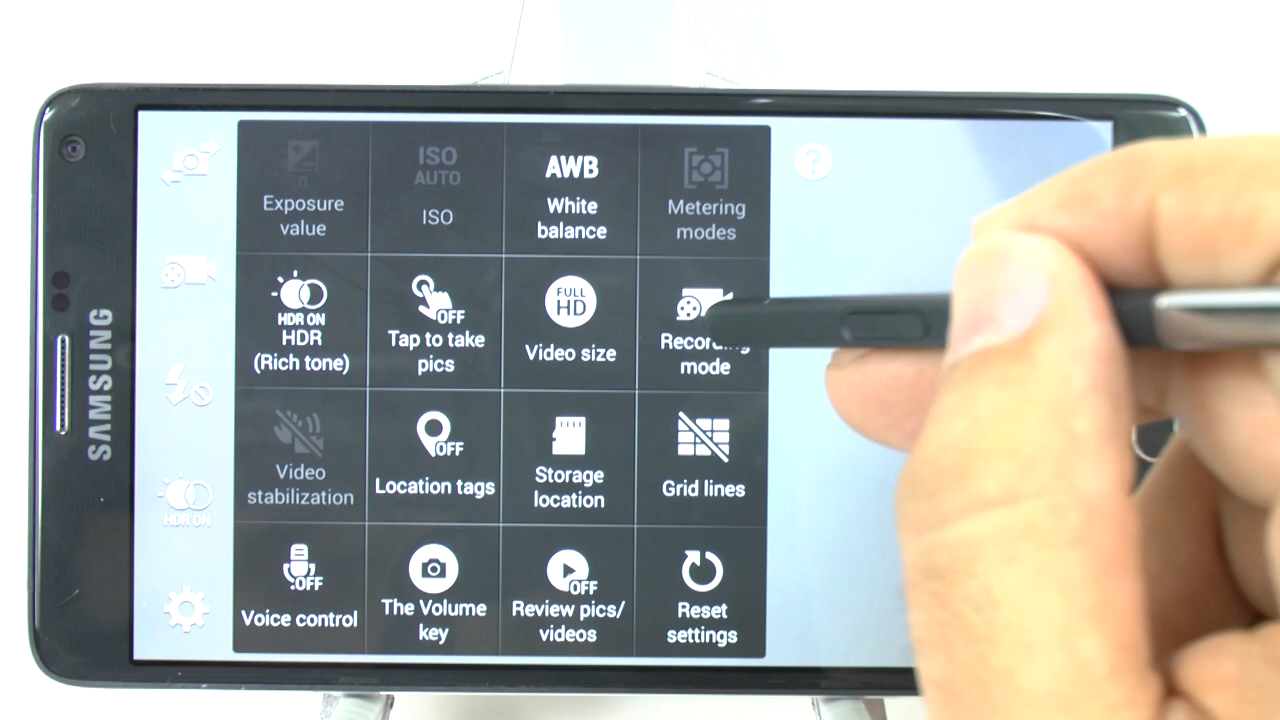 SAMSUNG
HDR ON
0
Exposure
value
ISO
AUTO
ISO
AWB
White
balance
Metering
modes
?
HDR ON
HDR
(Rich tone)
OFF
Tap to take
pics
FULL
HD
Video size
Recording
mode
Video
stabilization
OFF
Location tags
Storage
location
Grid lines
OFF
Voice control
The Volume
key
OFF
Review pics/
videos
Reset
settings